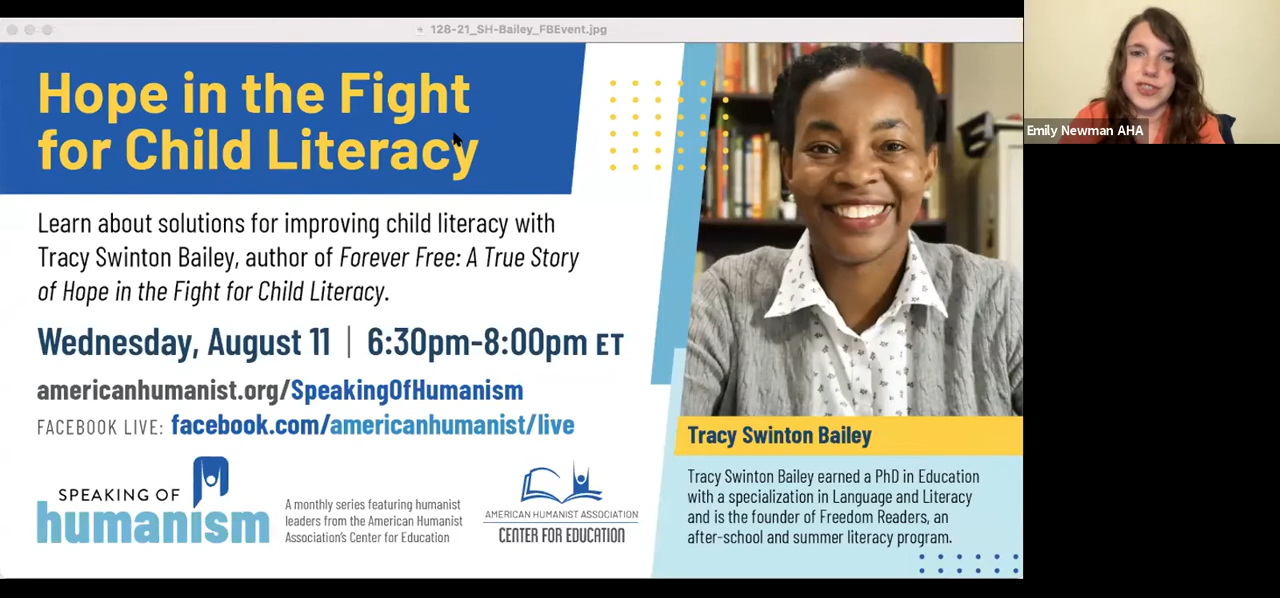 128-21_SH-Bailey_FBEvent.jpg
Hope in the Fight
for Child Literacy
Learn about solutions for improving child literacy with
Tracy Swinton Bailey, author of Forever Free: A True Story
of Hope in the Fight for Child Literacy.
Wednesday, August 11 | 6:30pm-8:00pm ET
americanhumanist.org/SpeakingOfHumanism
FACEBOOK LIVE: facebook.com/americanhumanist/live
SPEAKING OF
humanism
A monthly series featuring humanist
leaders from the American Humanist
Association's Center for Education
AMERICAN HUMANIST ASSOCIATION
CENTER FOR EDUCATION
Tracy Swinton Bailey
Tracy Swinton Bailey earned a PhD in Education
with a specialization in Language and Literacy
and is the founder of Freedom Readers, an
after-school and summer literacy program.
Emily Newman AHA